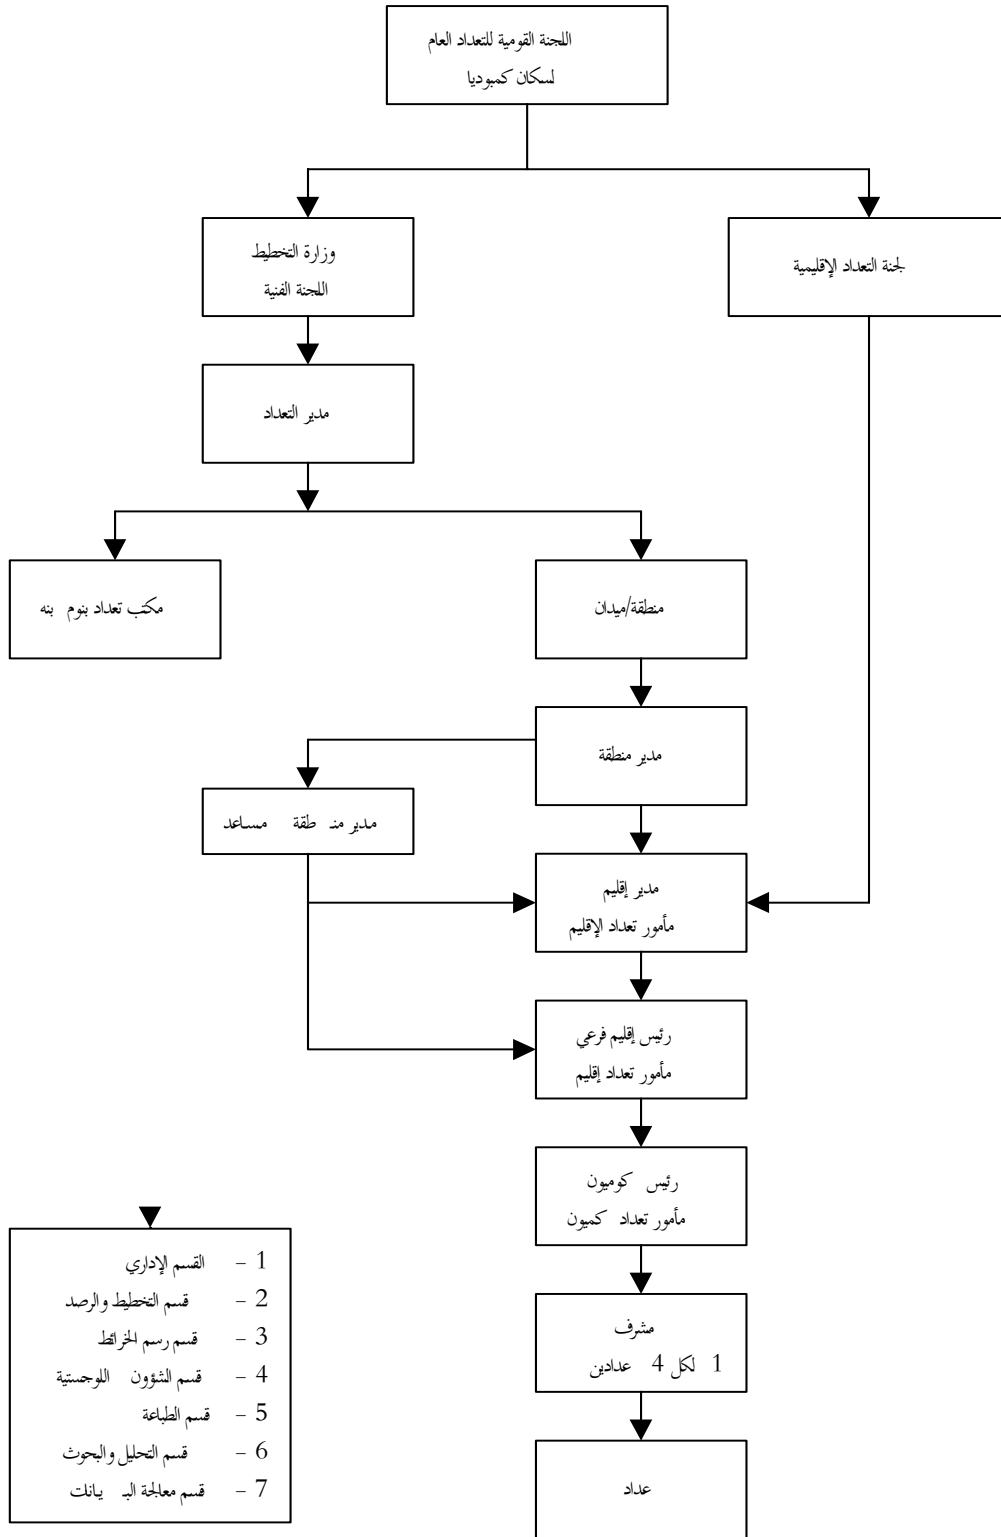 اللجنة القومية للتعداد العام
لسكان كمبوديا
لجنة التعداد الإقليمية
وزارة التخطيط
اللجنة الفنية
مدير التعداد
منطقة/ميدان
مكتب تعداد بنوم بنه
مدير منطقة
مدير منطقة مساعد
مدير إقليم
مأمور تعداد الإقليم
رئيس إقليم فرعي
مأمور تعداد إقليم
رئيس كوميون
مأمور تعداد كميون
مشرف
1 لكل 4 عدادين
عداد
1 - القسم الإداري
2 - قسم التخطيط والرصد
3 - قسم رسم الخرائط
4 - قسم الشؤون اللوجستية
5 - قسم الطباعة
6 - قسم التحليل والبحوث
7 - قسم معالجة البيانات